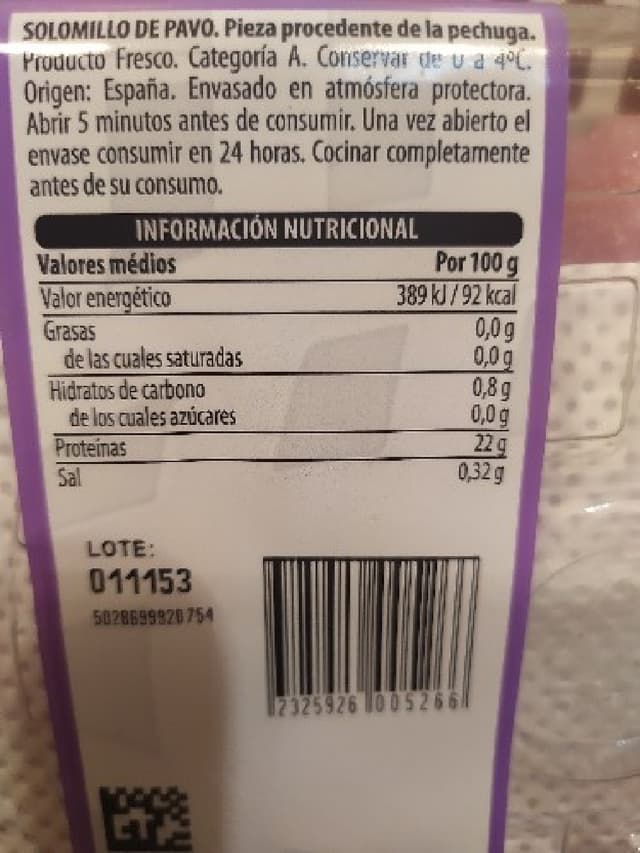 SOLOMILLO DE PAVO. Pieza procedente de la pechuga.
Producto Fresco. Categoría A. Conservar de 0 a 4ºC.
Origen: España. Envasado en atmósfera protectora.
Abrir 5 minutos antes de consumir. Una vez abierto el
envase consumir en 24 horas. Cocinar completamente
antes de su consumo.
INFORMACIÓN NUTRICIONAL
Valores médios Por 100 g
Valor energético 389 kJ / 92 kcal
Grasas 0,0 g
de las cuales saturadas 0,0 g
Hidratos de carbono 0,8 g
de los cuales azúcares 0,0 g
Proteínas 22 g
Sal 0,32 g
LOTE:
011153
2325926 005266